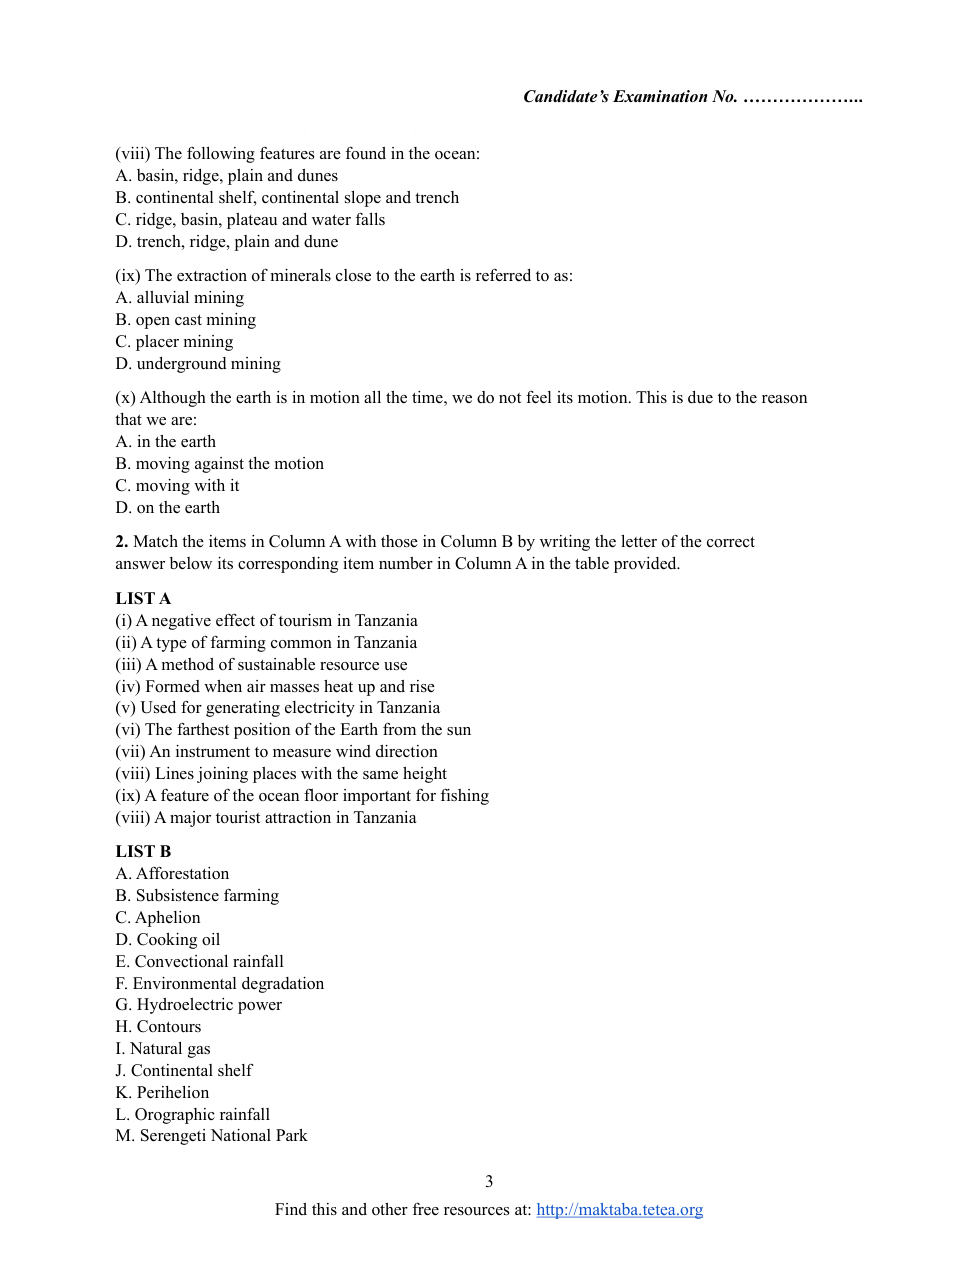 Candidate's Examination No. ………………...
(viii) The following features are found in the ocean:
A. basin, ridge, plain and dunes
B. continental shelf, continental slope and trench
C. ridge, basin, plateau and water falls
D. trench, ridge, plain and dune
(ix) The extraction of minerals close to the earth is referred to as:
A. alluvial mining
B. open cast mining
C. placer mining
D. underground mining
(x) Although the earth is in motion all the time, we do not feel its motion. This is due to the reason
that we are:
A. in the earth
B. moving against the motion
C. moving with it
D. on the earth
2. Match the items in Column A with those in Column B by writing the letter of the correct
answer below its corresponding item number in Column A in the table provided.
LIST A
(i) A negative effect of tourism in Tanzania
(ii) A type of farming common in Tanzania
(iii) A method of sustainable resource use
(iv) Formed when air masses heat up and rise
(v) Used for generating electricity in Tanzania
(vi) The farthest position of the Earth from the sun
(vii) An instrument to measure wind direction
(viii) Lines joining places with the same height
(ix) A feature of the ocean floor important for fishing
(viii) A major tourist attraction in Tanzania
LIST B
A. Afforestation
B. Subsistence farming
C. Aphelion
D. Cooking oil
E. Convectional rainfall
F. Environmental degradation
G. Hydroelectric power
H. Contours
I. Natural gas
J. Continental shelf
K. Perihelion
L. Orographic rainfall
M. Serengeti National Park
3
Find this and other free resources at: http://maktaba.tetea.org